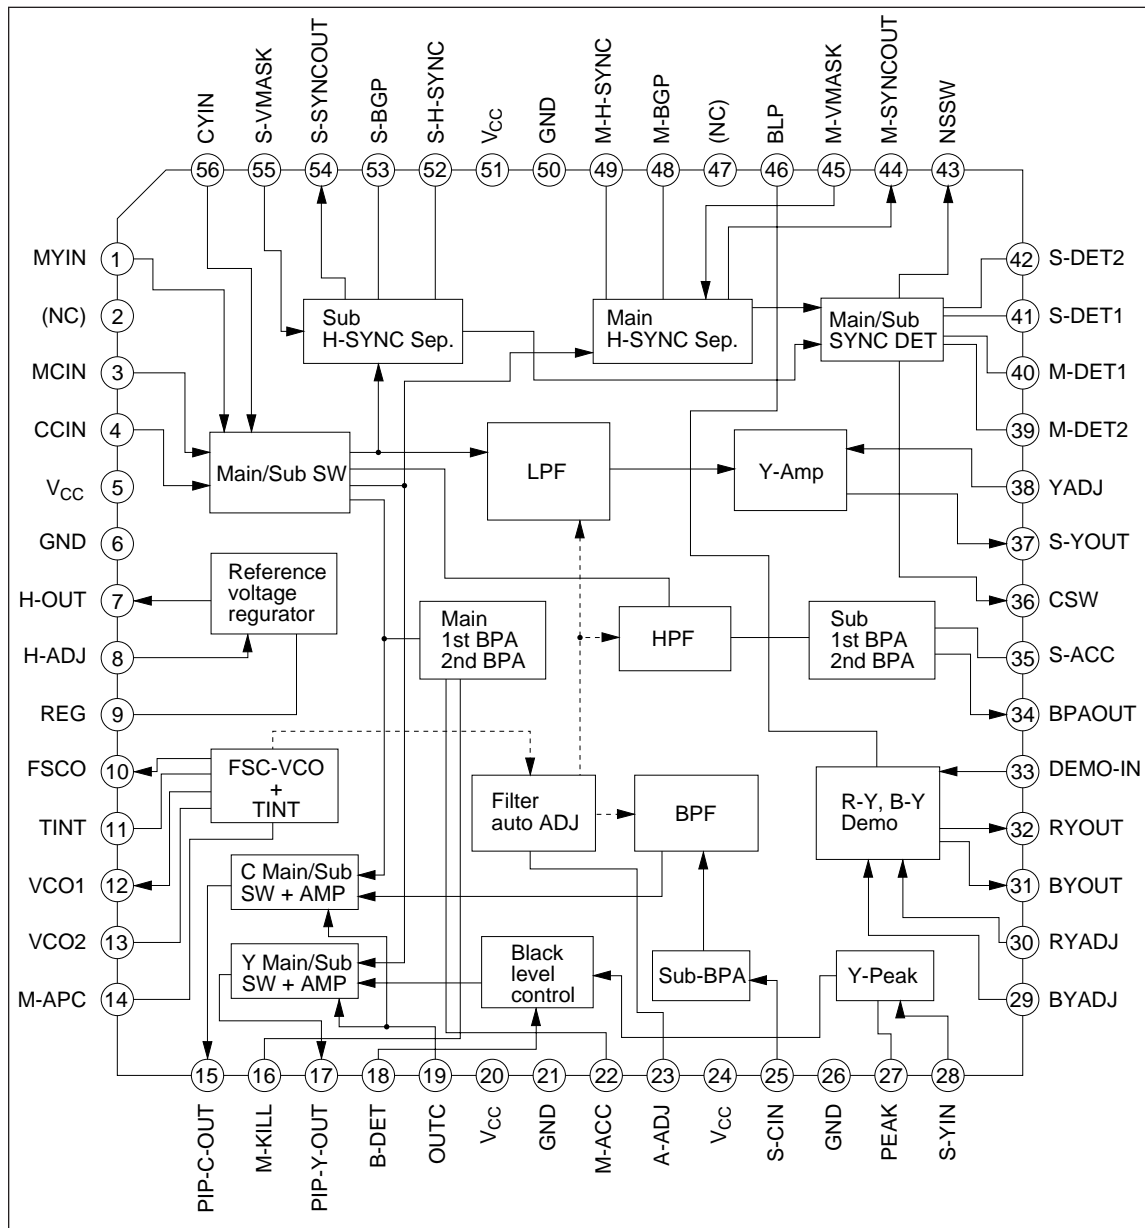 CYIN
S-VMASK
S-SYNCOUT
S-BGP
S-H-SYNC
VCC
GND
M-H-SYNC
M-BGP
(NC)
BLP
M-VMASK
M-SYNCOUT
NSSW
56 55 54 53 52 51 50 49 48 47 46 45 44 43
MYIN 1
(NC) 2
MCIN 3
CCIN 4
VCC 5
GND 6
H-OUT 7
H-ADJ 8
REG 9
FSCO 10
TINT 11
VCO1 12
VCO2 13
M-APC 14
42 S-DET2
41 S-DET1
40 M-DET1
39 M-DET2
38 YADJ
37 S-YOUT
36 CSW
35 S-ACC
34 BPAOUT
33 DEMO-IN
32 RYOUT
31 BYOUT
30 RYADJ
29 BYADJ
Sub
H-SYNC Sep.
Main
H-SYNC Sep.
Main/Sub
SYNC DET
Main/Sub SW
LPF
Y-Amp
Reference
voltage
regurator
Main
1st BPA
2nd BPA
HPF
Sub
1st BPA
2nd BPA
FSC-VCO
+
TINT
Filter
auto ADJ
BPF
R-Y, B-Y
Demo
C Main/Sub
SW + AMP
Y Main/Sub
SW + AMP
Black
level
control
Sub-BPA
Y-Peak
15 16 17 18 19 20 21 22 23 24 25 26 27 28
PIP-C-OUT
M-KILL
PIP-Y-OUT
B-DET
OUTC
VCC
GND
M-ACC
A-ADJ
VCC
S-CIN
GND
PEAK
S-YIN